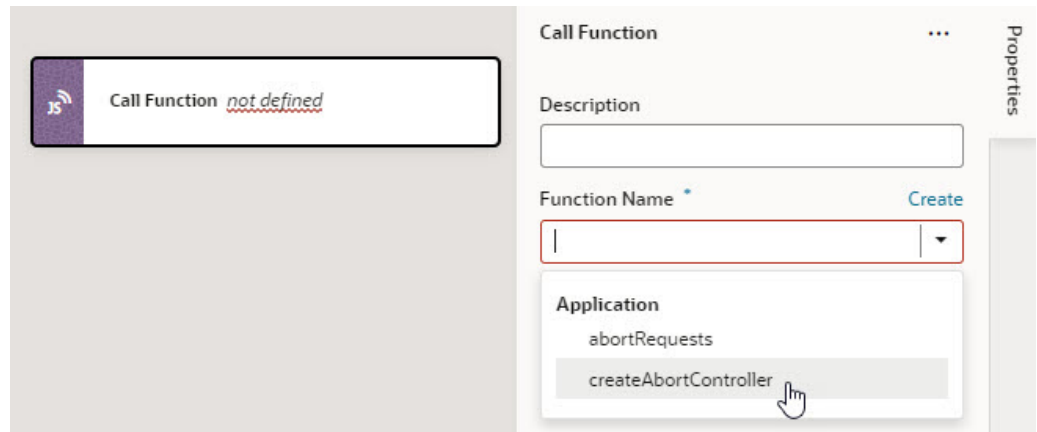 JS
Call Function not defined
Call Function ...
Properties
Description
Function Name * Create
Application
abortRequests
createAbortController